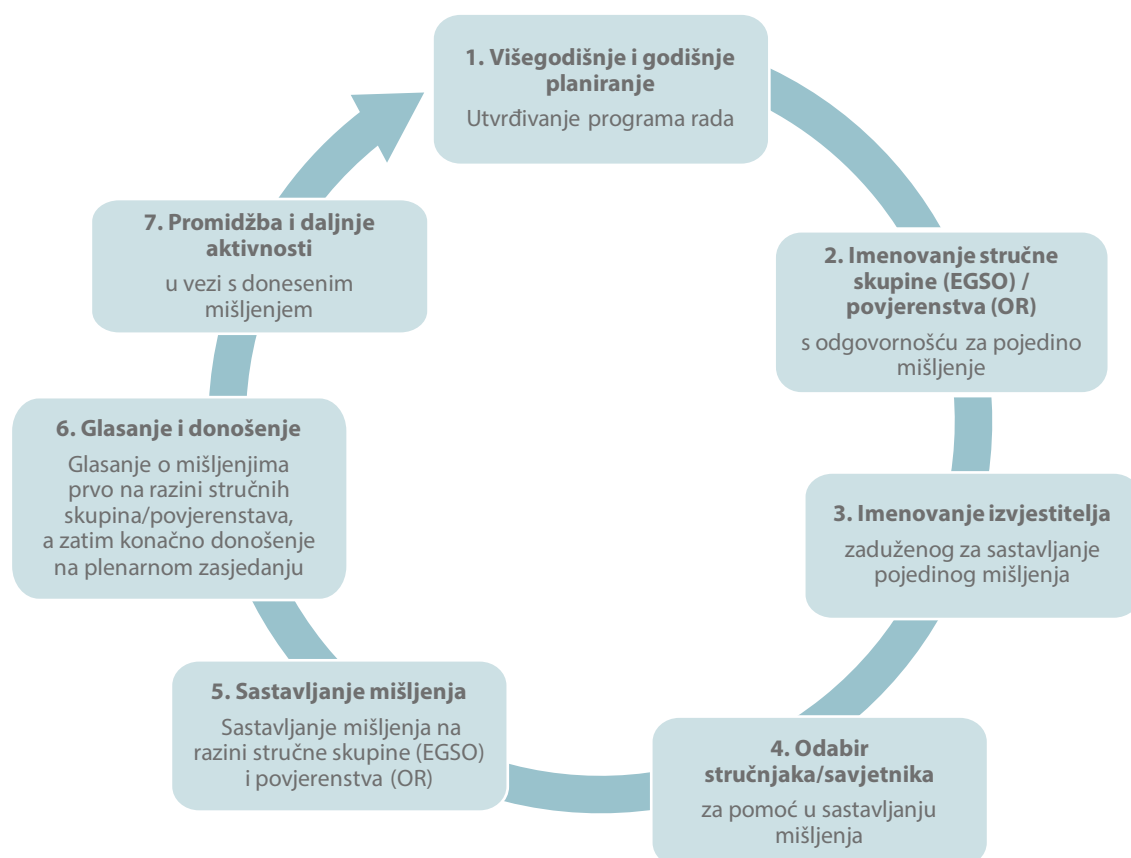 1. Višegodišnje i godišnje
planiranje
Utvrđivanje programa rada
2. Imenovanje stručne
skupine (EGSO) /
povjerenstva (OR)
s odgovornošću za pojedino
mišljenje
3. Imenovanje izvjestitelja
zaduženog za sastavljanje
pojedinog mišljenja
4. Odabir
stručnjaka/savjetnika
za pomoć u sastavljanju
mišljenja
5. Sastavljanje mišljenja
Sastavljanje mišljenja na
razini stručne skupine (EGSO)
i povjerenstva (OR)
6. Glasanje i donošenje
Glasanje o mišljenjima
prvo na razini stručnih
skupina/povjerenstava,
a zatim konačno donošenje
na plenarnom zasjedanju
7. Promidžba i daljnje
aktivnosti
u vezi s donesenim
mišljenjem